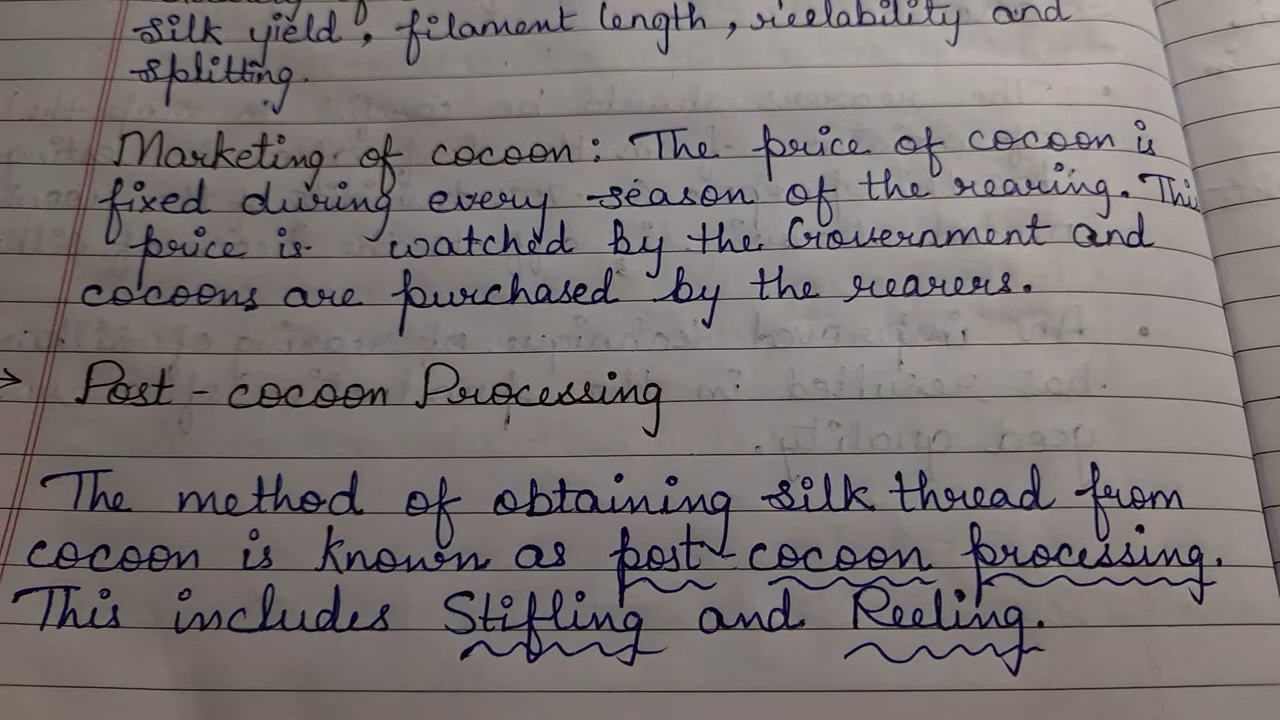 silk yield, filament length, reelability and
splitting.
Marketing of cocoon: The price of cocoon is
fixed during every season of the rearing. This
price is watched by the Government and
cocoons are purchased by the rearers.
→ Post-cocoon Processing
The method of obtaining silk thread from
cocoon is known as post-cocoon processing.
This includes Stifling and Reeling.